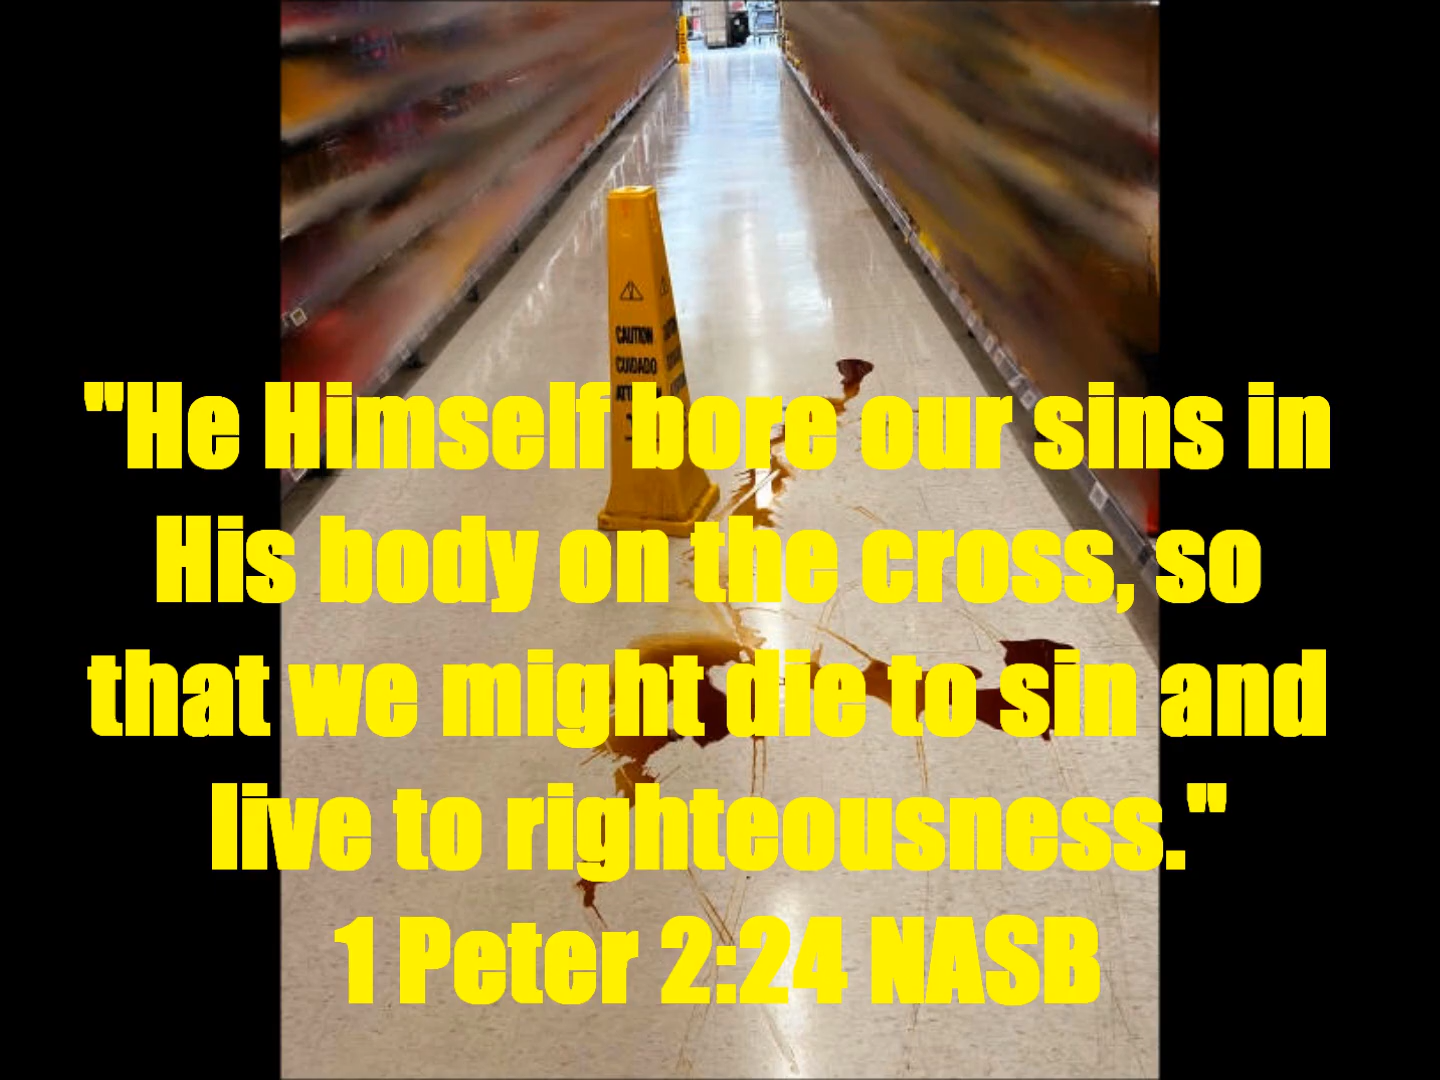 CAUTION
CUIDADO
"He Himself bore our sins in
His body on the cross, so
that we might die to sin and
live to righteousness."
1 Peter 2:24 NASB